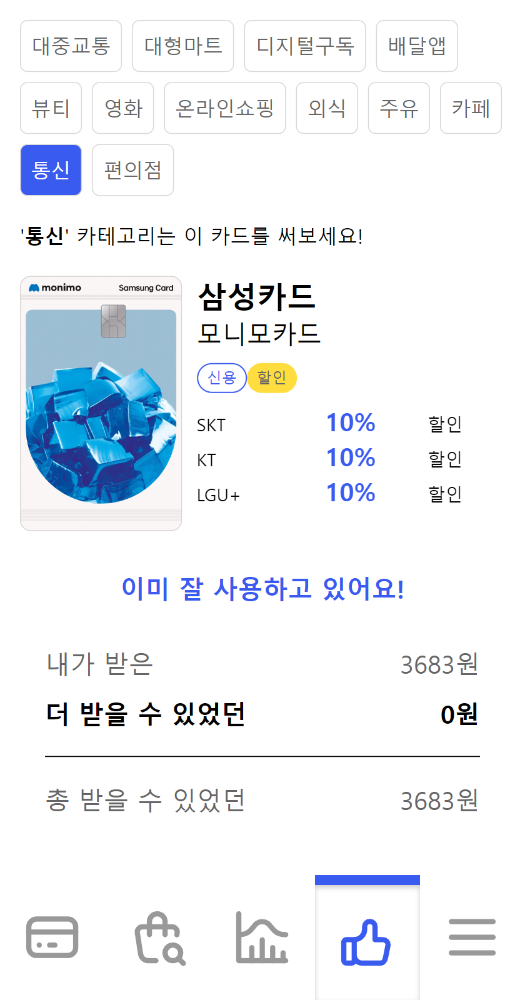 대중교통 대형마트 디지털구독 배달앱
뷰티 영화 온라인쇼핑 외식 주유 카페
통신 편의점
'통신' 카테고리는 이 카드를 써보세요!
monimo Samsung Card
삼성카드
모니모카드
신용 할인
SKT 10% 할인
KT 10% 할인
LGU+ 10% 할인
이미 잘 사용하고 있어요!
내가 받은 3683원
더 받을 수 있었던 0원
총 받을 수 있었던 3683원